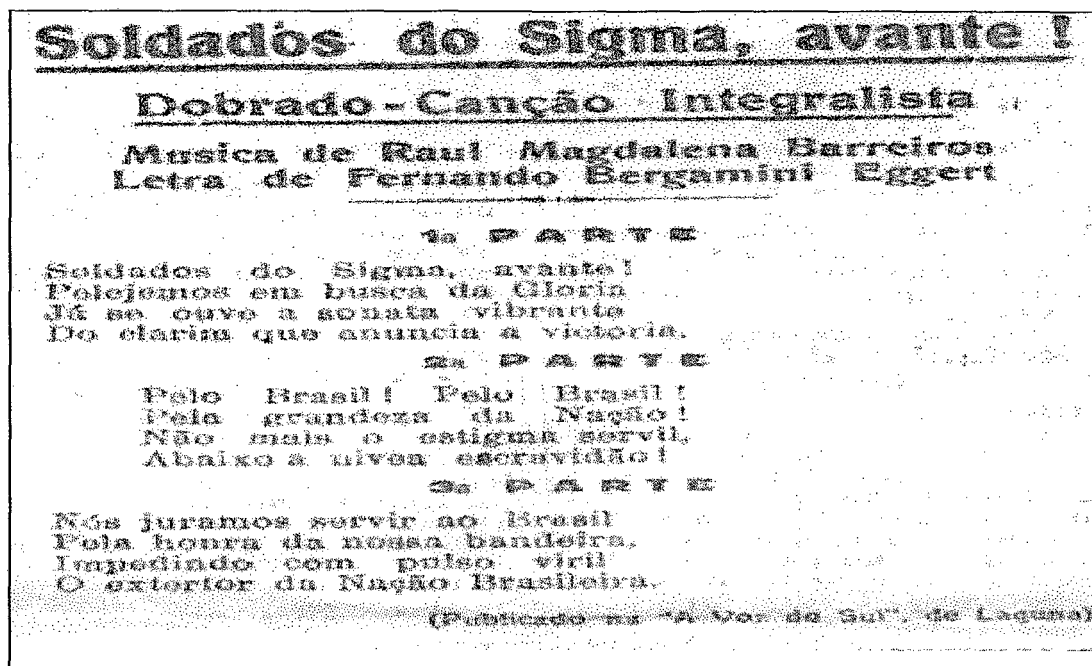 Soldados do Sigma, avante !
Dobrado-Canção Integralista
Musica de Raul Magdalena Barreiros
Letra de Fernando Bergamini Eggert
1a PARTE
Soldados do Sigma, avante!
Pelejemos em busca da Gloria
Já se ouve a sonata vibrante
Do clarim que anuncia a victoria.
2a PARTE
Pelo Brasil! Pelo Brasil!
Pela grandeza da Nação!
Não mais o estigma servil,
Abaixo a nivea escravidão!
3a PARTE
Nós juramos servir ao Brasil
Pela honra da nossa bandeira,
Impedindo com pulso viril
O exterior da Nação Brasileira.
(Publicado na "A Voz do Sul", de Laguna)